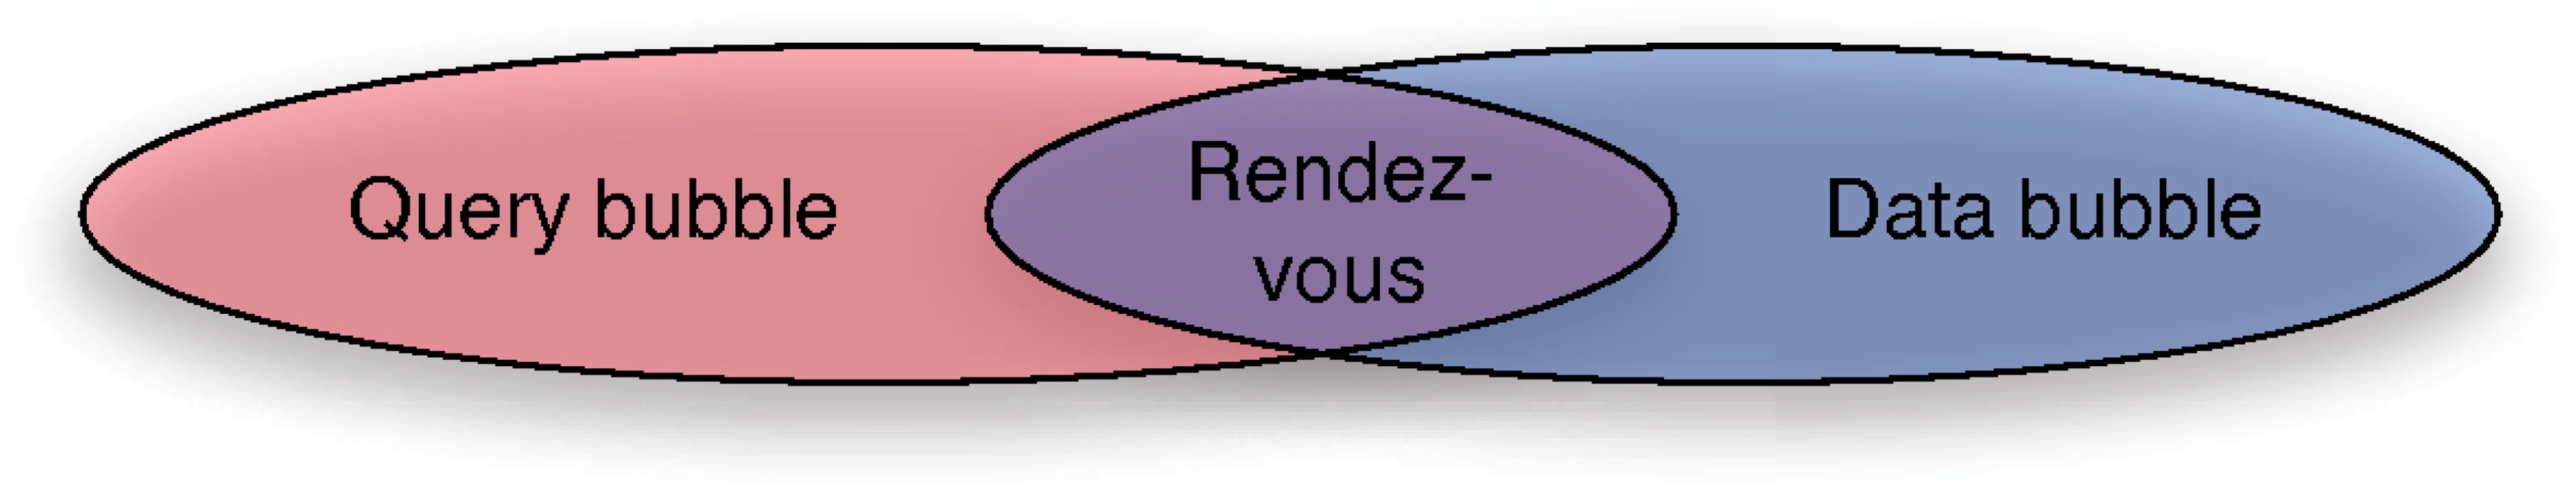 Query bubble
Rendez-
vous
Data bubble